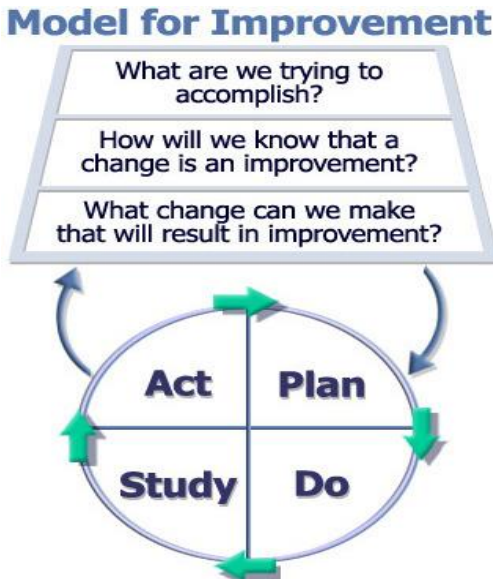 Model for Improvement
What are we trying to
accomplish?
How will we know that a
change is an improvement?
What change can we make
that will result in improvement?
Act Plan
Study Do